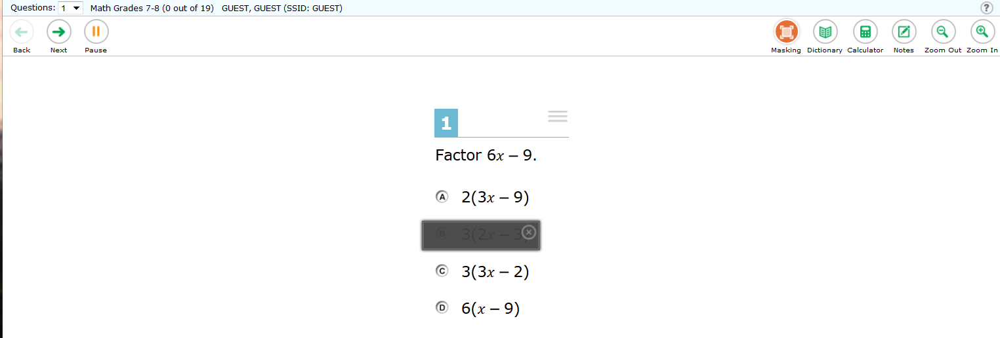 Questions: 1 Math Grades 7-8 (0 out of 19) GUEST, GUEST (SSID: GUEST) ?
Back Next Pause Masking Dictionary Calculator Notes Zoom Out Zoom In
1
Factor 6x – 9.
A 2(3x – 9)
B 3(2x – 3)
C 3(3x – 2)
D 6(x – 9)